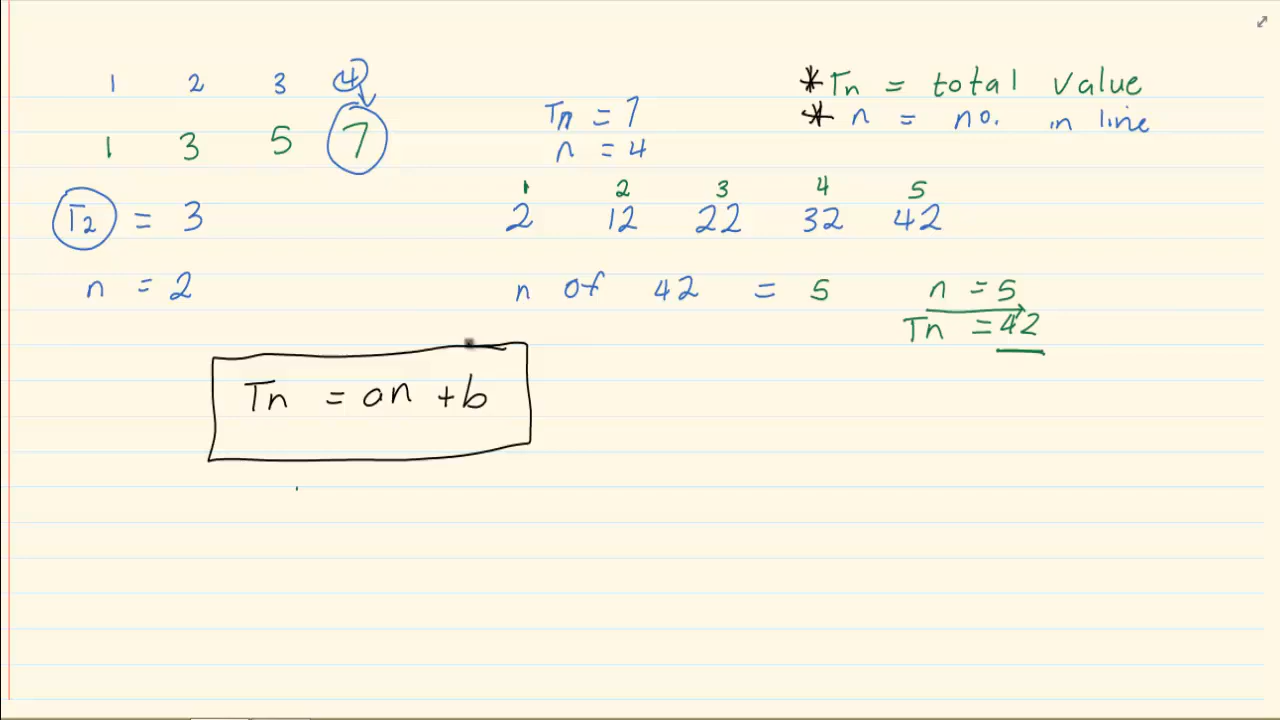 1 2 3 4
1 3 5 7
Tn = 7
n = 4
*Tn = total value
* n = no. in line
T2 = 3
n = 2
1 2 3 4 5
2 12 22 32 42
n of 42 = 5
n = 5
Tn = 42
Tn = an + b